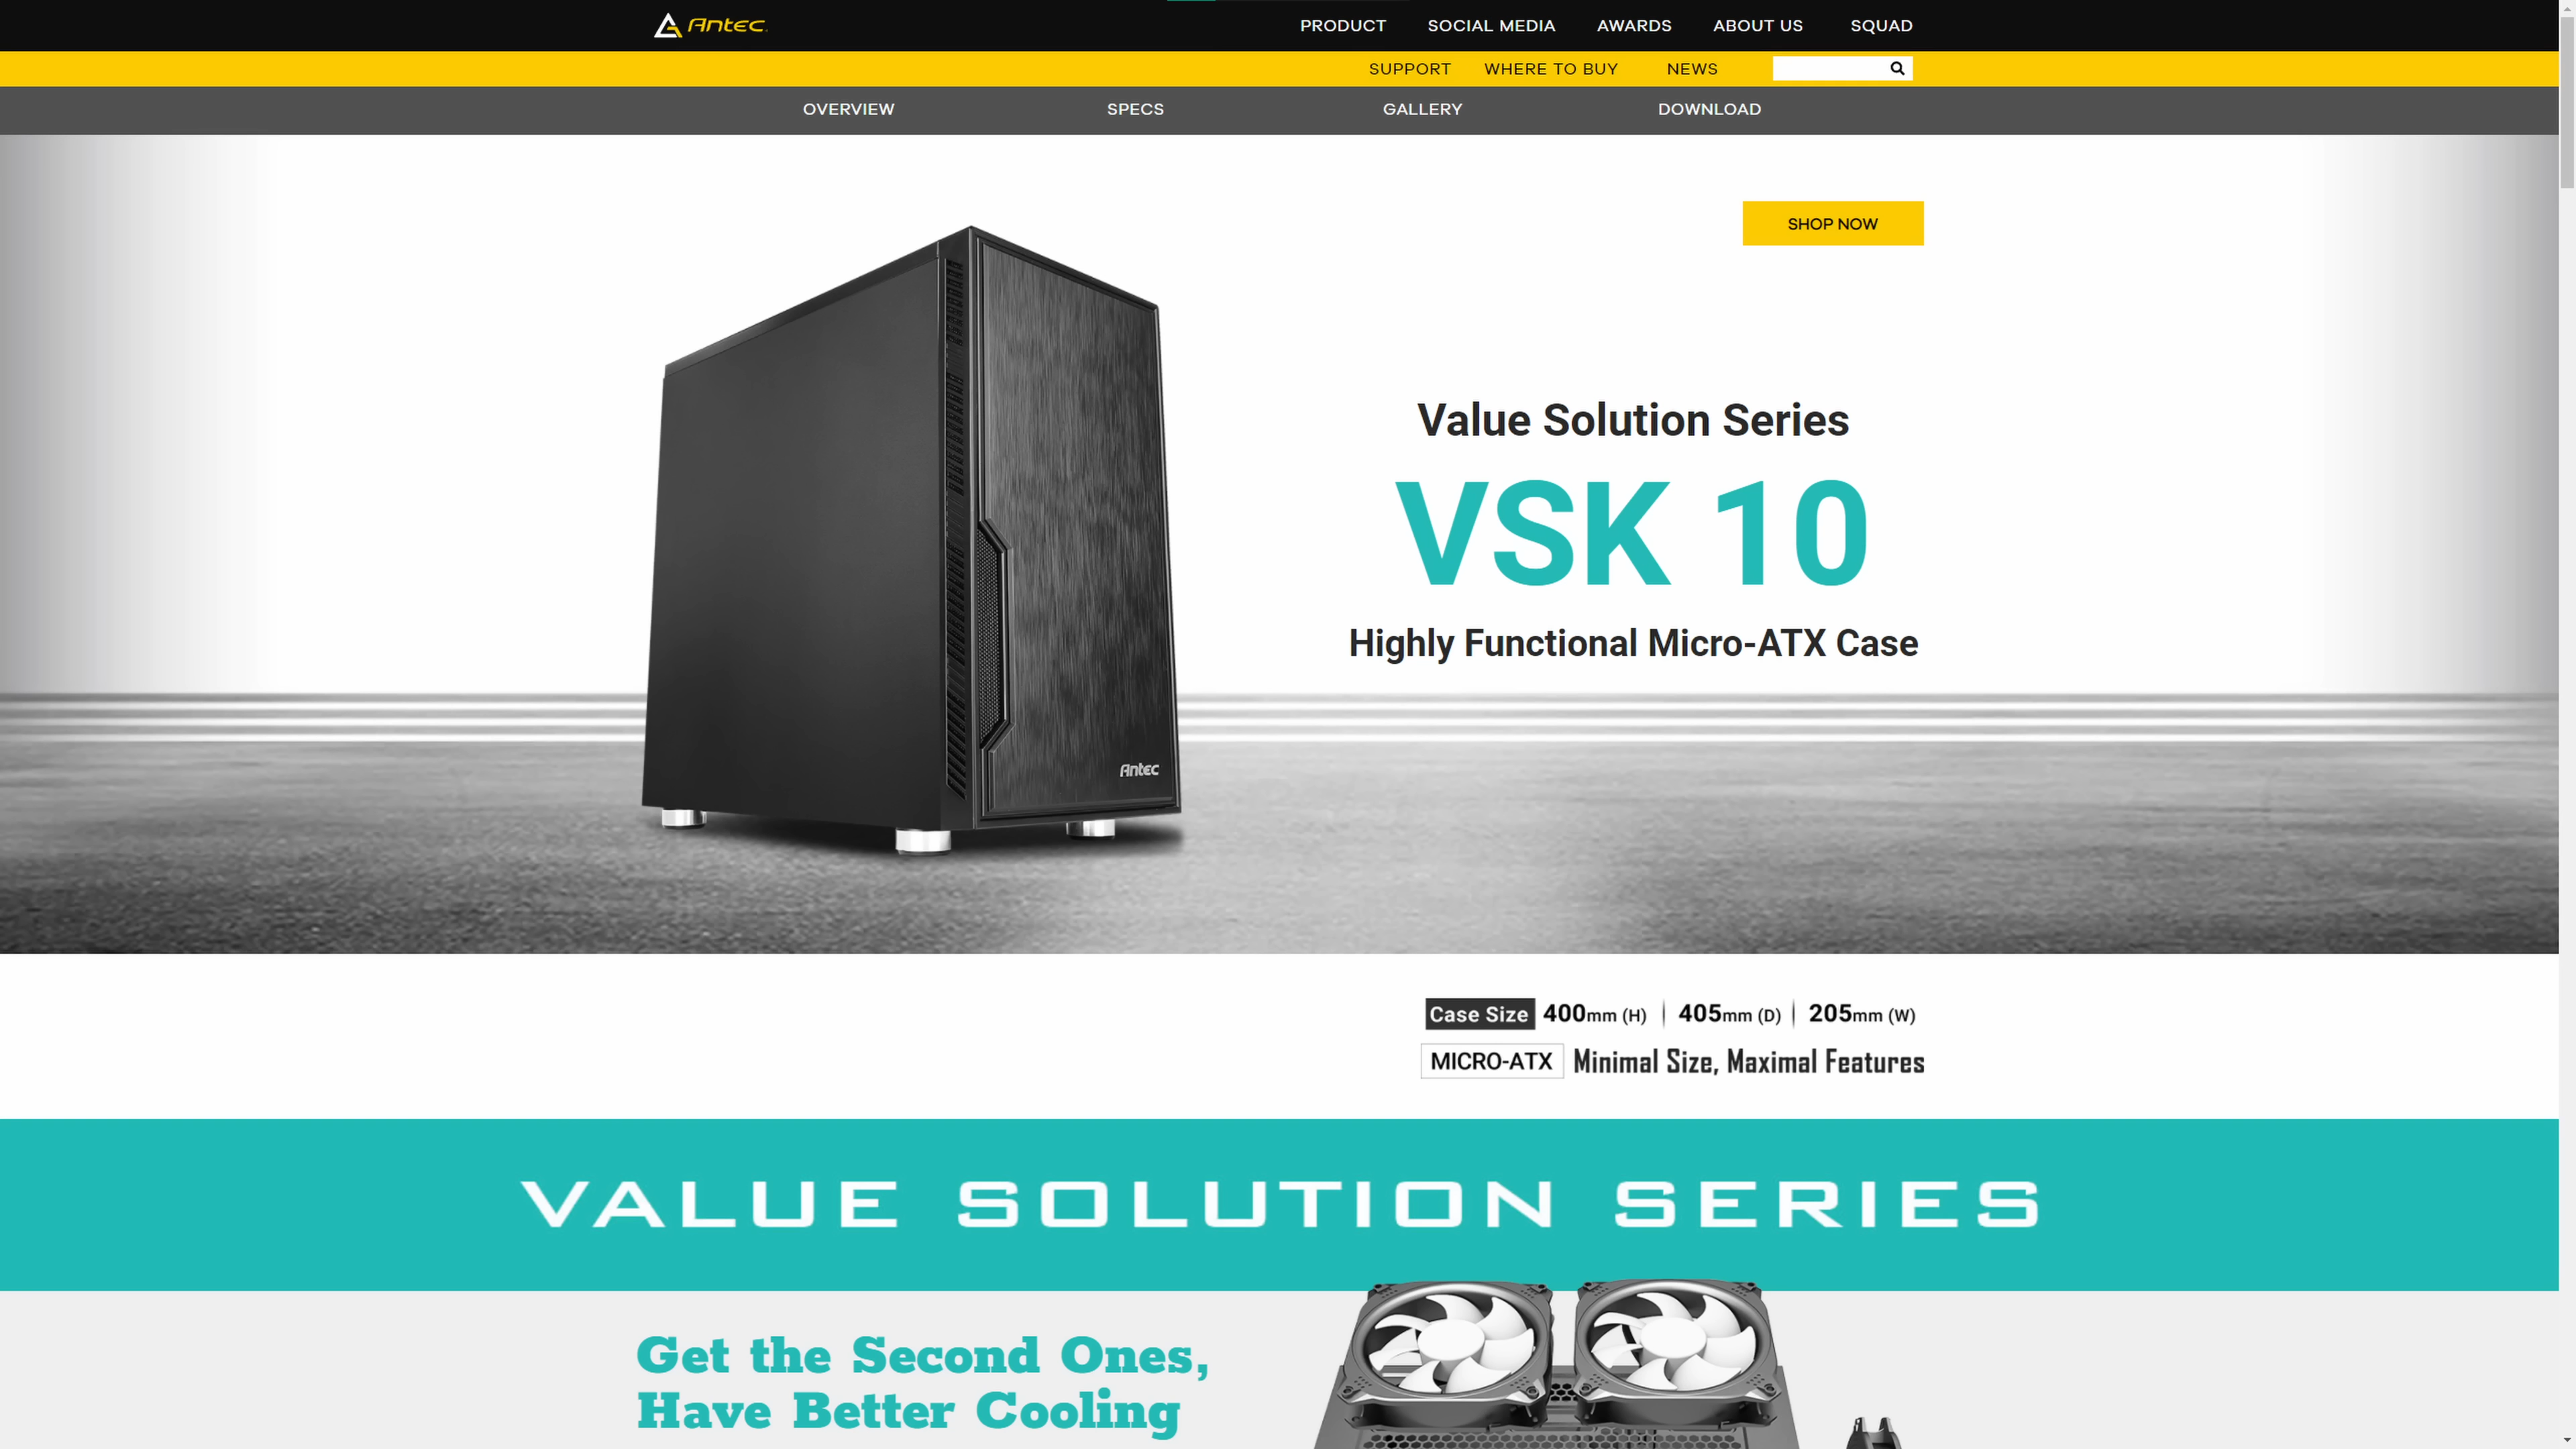 Antec
PRODUCT SOCIAL MEDIA AWARDS ABOUT US SQUAD
SUPPORT WHERE TO BUY NEWS
OVERVIEW SPECS GALLERY DOWNLOAD
SHOP NOW
Value Solution Series
VSK 10
Highly Functional Micro-ATX Case
Antec
Case Size 400mm (H) | 405mm (D) | 205mm (W)
MICRO-ATX Minimal Size, Maximal Features
VALUE SOLUTION SERIES
Get the Second Ones,
Have Better Cooling